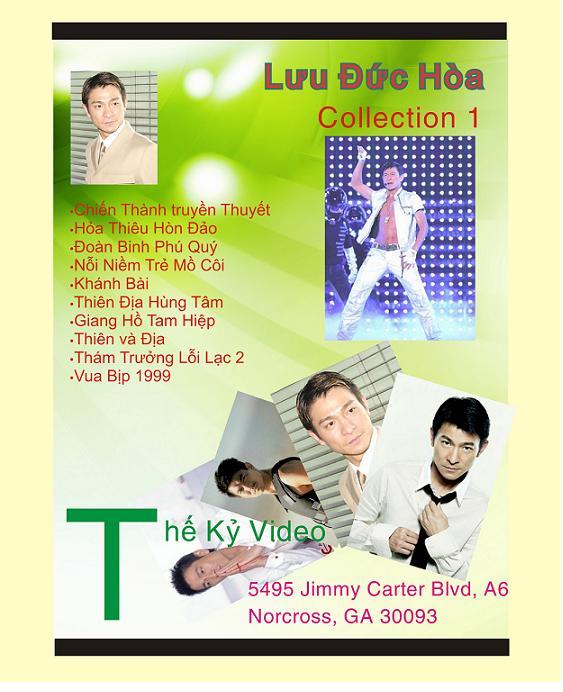 Lưu Đức Hòa
Collection 1
•Chiến Thành truyền Thuyết
•Hỏa Thiêu Hòn Đảo
•Đoàn Binh Phú Quý
•Nỗi Niềm Trẻ Mồ Côi
•Khánh Bài
•Thiên Địa Hùng Tâm
•Giang Hồ Tam Hiệp
•Thiên và Địa
•Thám Trưởng Lỗi Lạc 2
•Vua Bịp 1999
Thế Kỷ Video
5495 Jimmy Carter Blvd, A6
Norcross, GA 30093